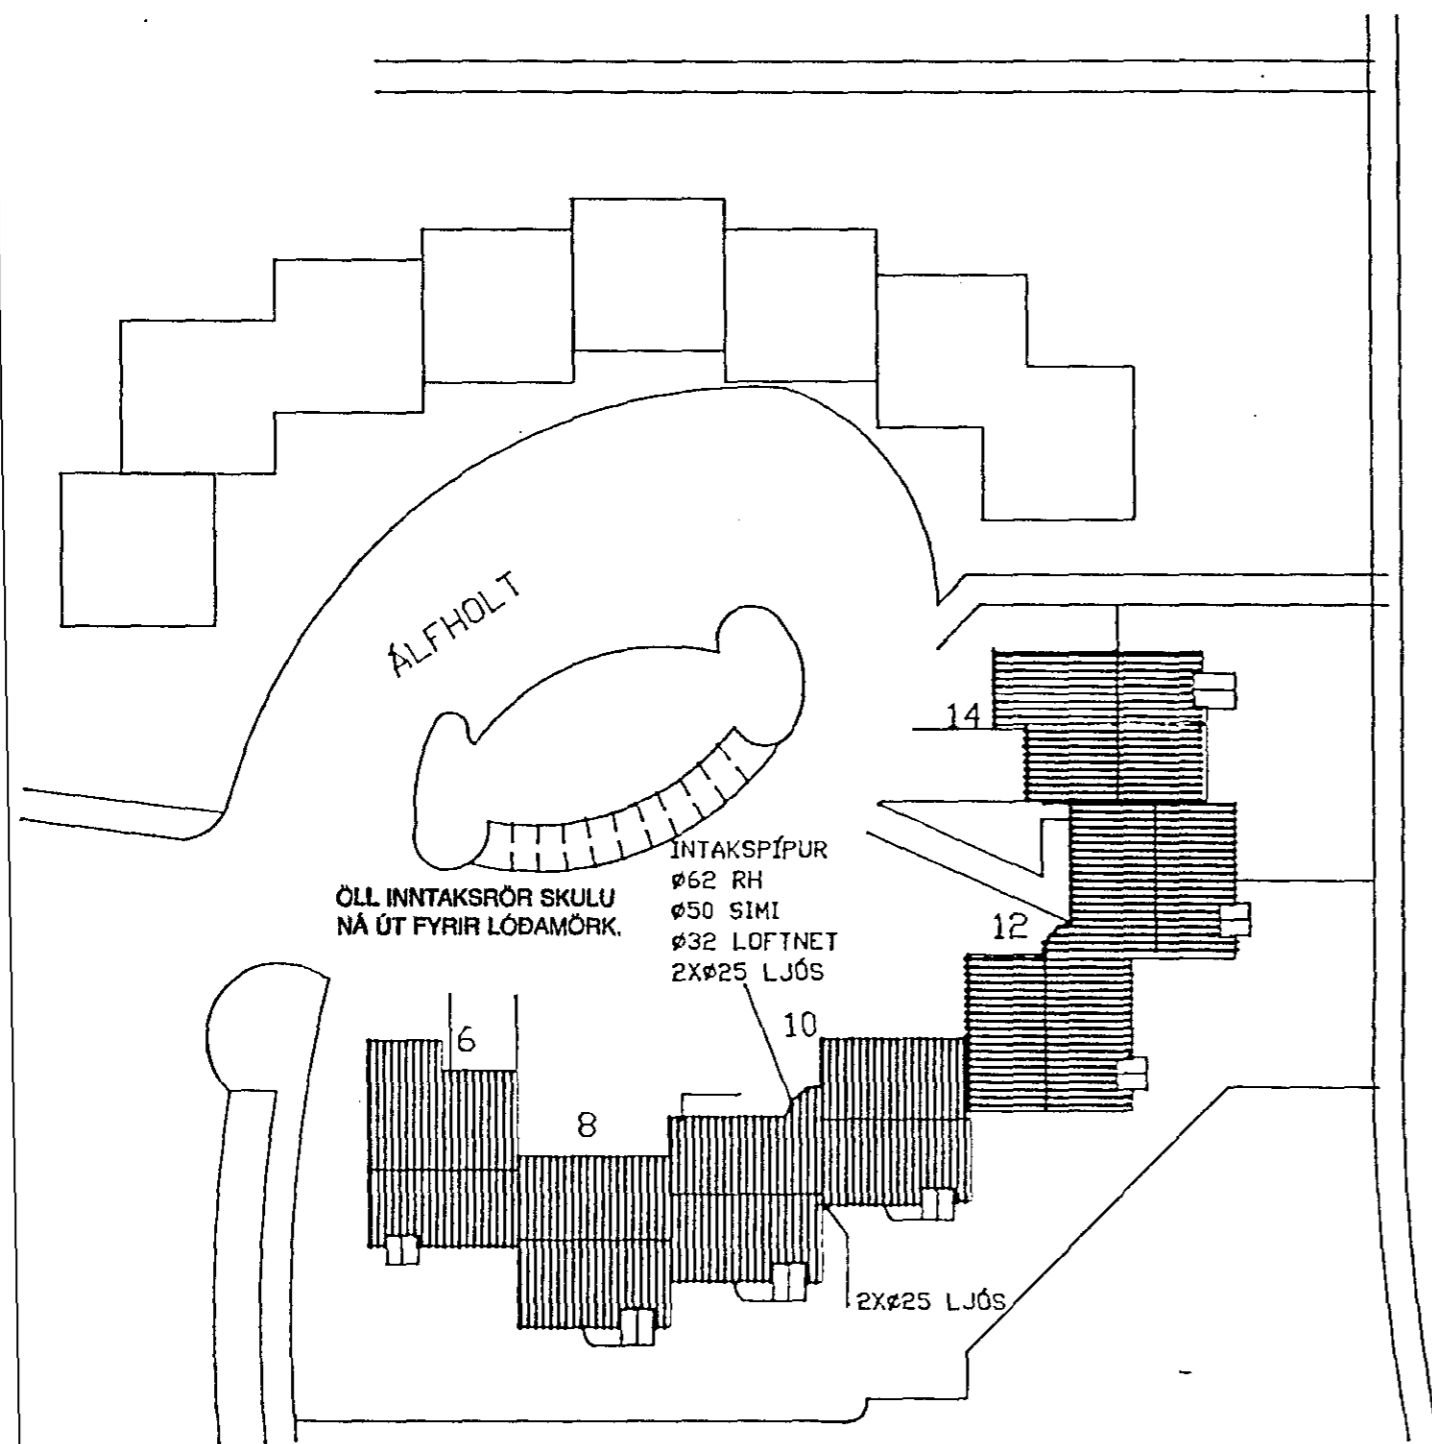 ÁLFHOLT
14
INTAKSPÍPUR
ø62 RH
ø50 SIMI
ø32 LOFTNET
2Xø25 LJÓS
ÖLL INNTAKSRÖR SKULU
NÁ ÚT FYRIR LÓÐAMÖRK.
12
10
6
8
2Xø25 LJÓS